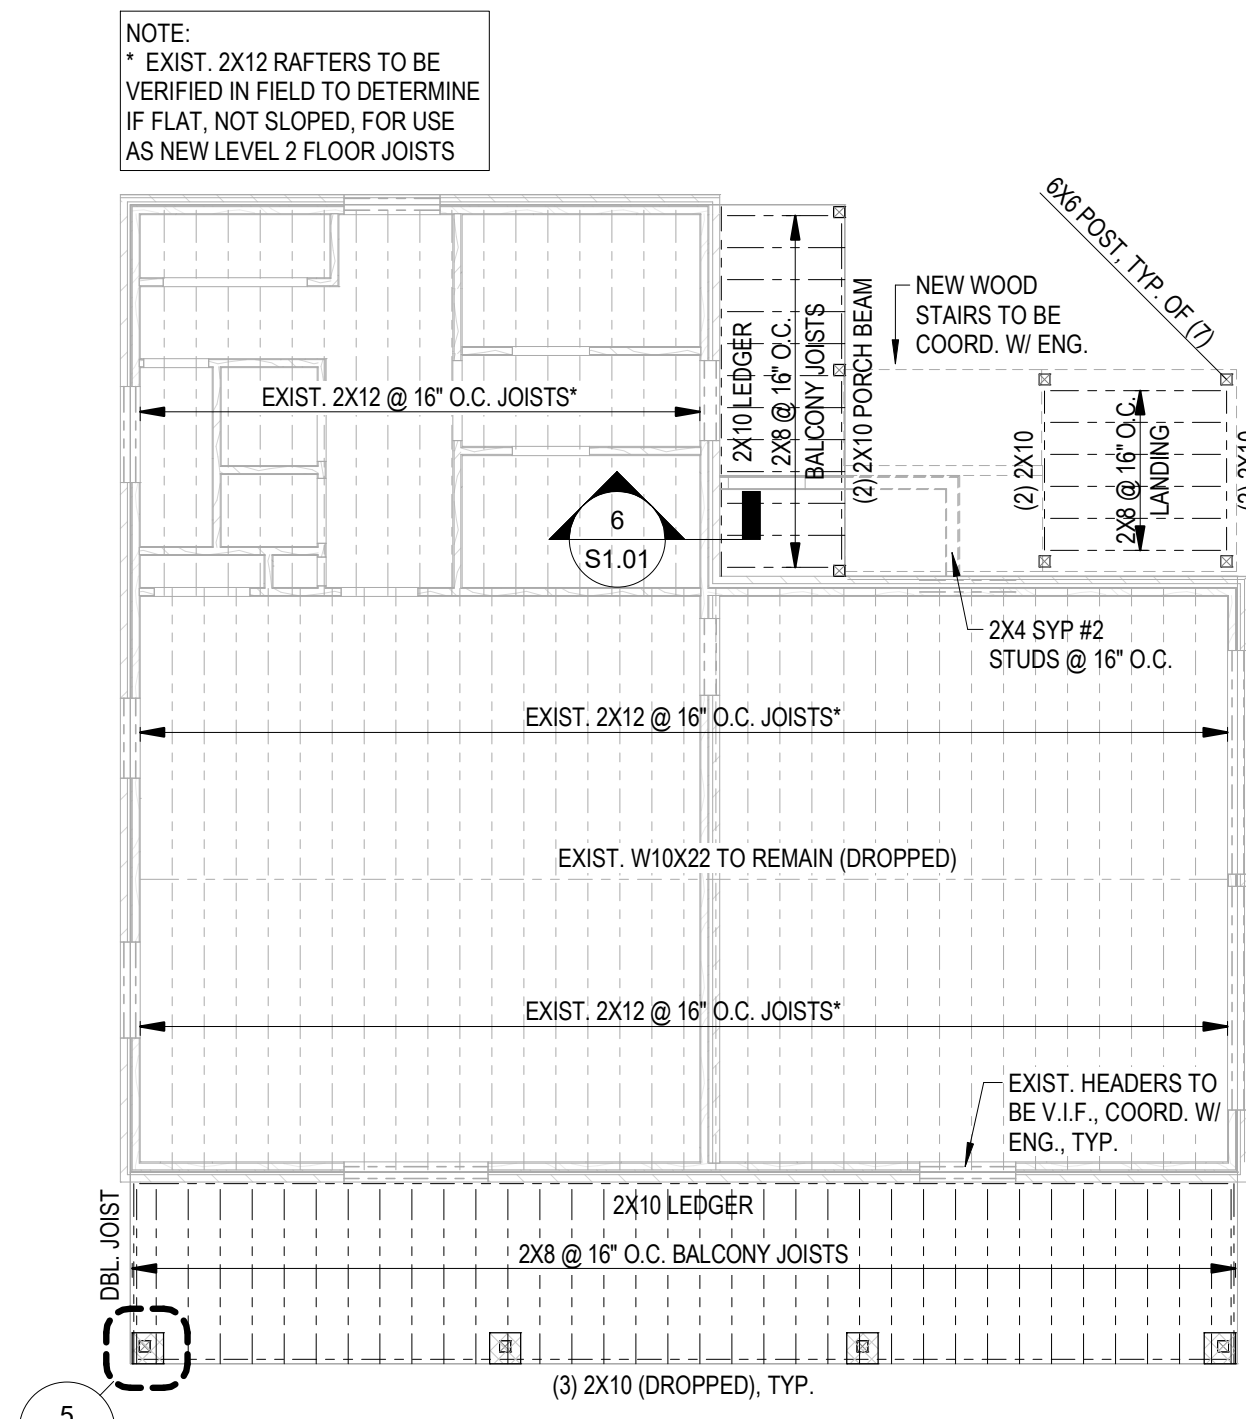 NOTE:
* EXIST. 2X12 RAFTERS TO BE
VERIFIED IN FIELD TO DETERMINE
IF FLAT, NOT SLOPED, FOR USE
AS NEW LEVEL 2 FLOOR JOISTS
6X6 POST, TYP. OF (7)
NEW WOOD
STAIRS TO BE
COORD. W/ ENG.
2X10 LEDGER
2X8 @ 16" O.C.
BALCONY JOISTS
(2) 2X10 PORCH BEAM
EXIST. 2X12 @ 16" O.C. JOISTS*
(2) 2X10
2X8 @ 16" O.C.
LANDING
(2) 2X10
6
S1.01
2X4 SYP #2
STUDS @ 16" O.C.
EXIST. 2X12 @ 16" O.C. JOISTS*
EXIST. W10X22 TO REMAIN (DROPPED)
EXIST. 2X12 @ 16" O.C. JOISTS*
EXIST. HEADERS TO
BE V.I.F., COORD. W/
ENG., TYP.
DBL. JOIST
2X10 LEDGER
2X8 @ 16" O.C. BALCONY JOISTS
(3) 2X10 (DROPPED), TYP.
5